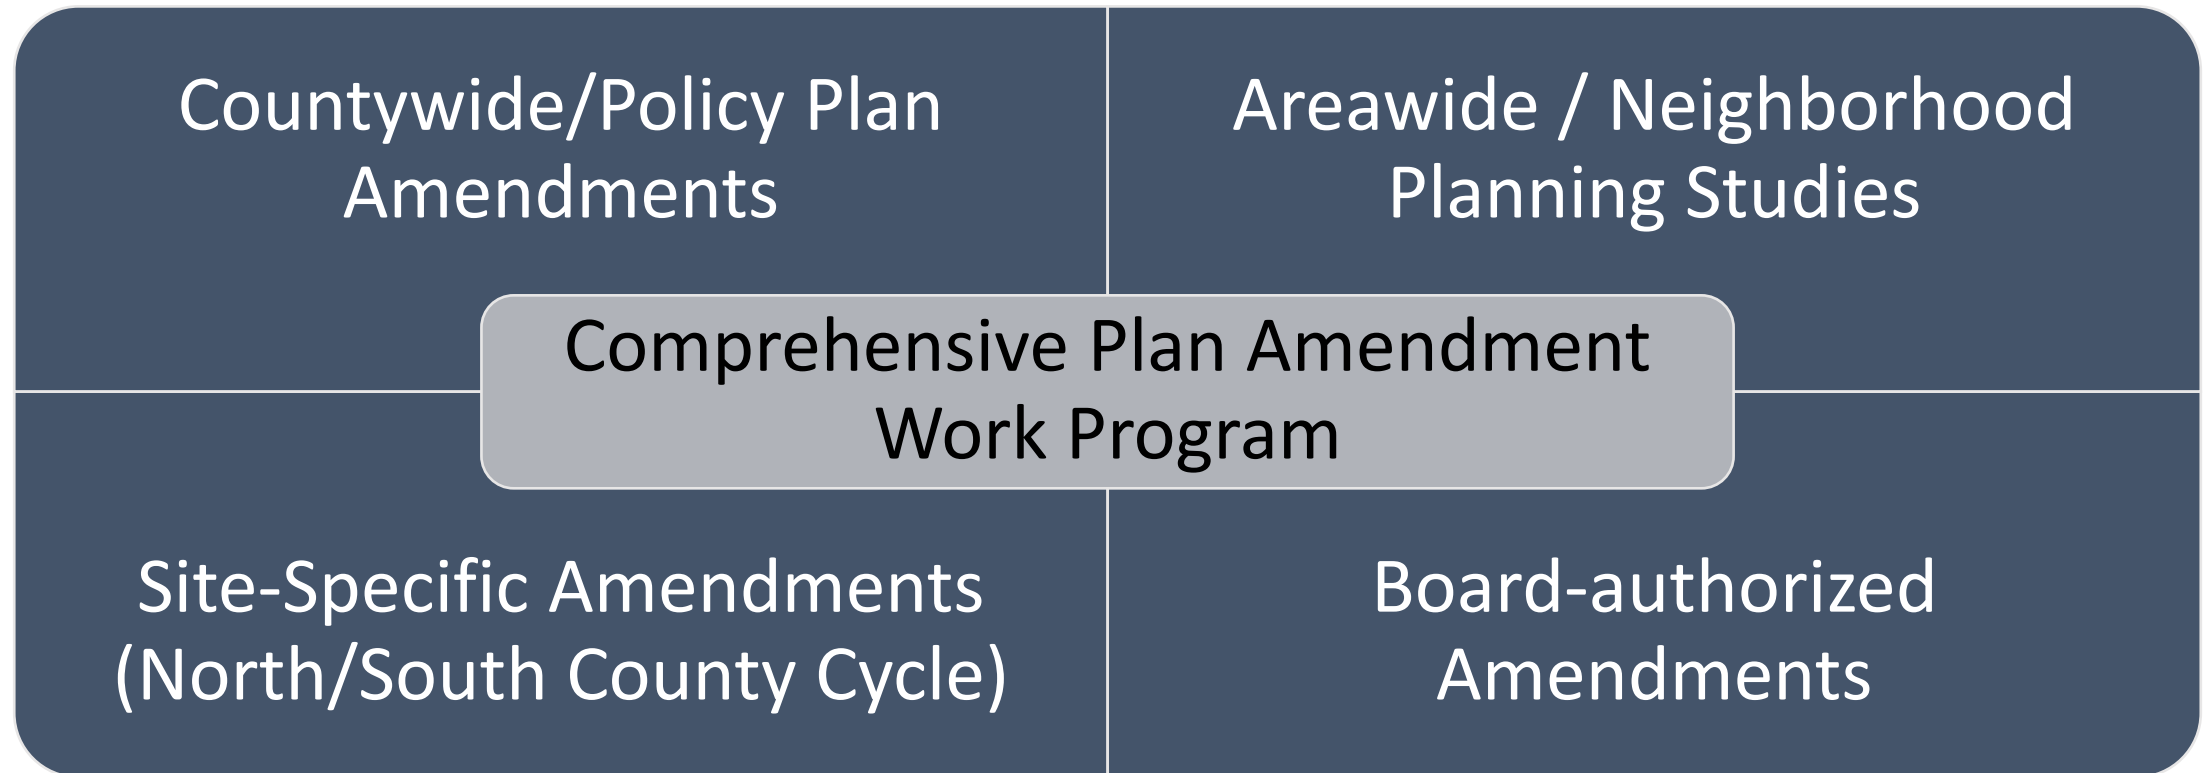 Countywide/Policy Plan
Amendments
Areawide / Neighborhood
Planning Studies
Comprehensive Plan Amendment
Work Program
Site-Specific Amendments
(North/South County Cycle)
Board-authorized
Amendments